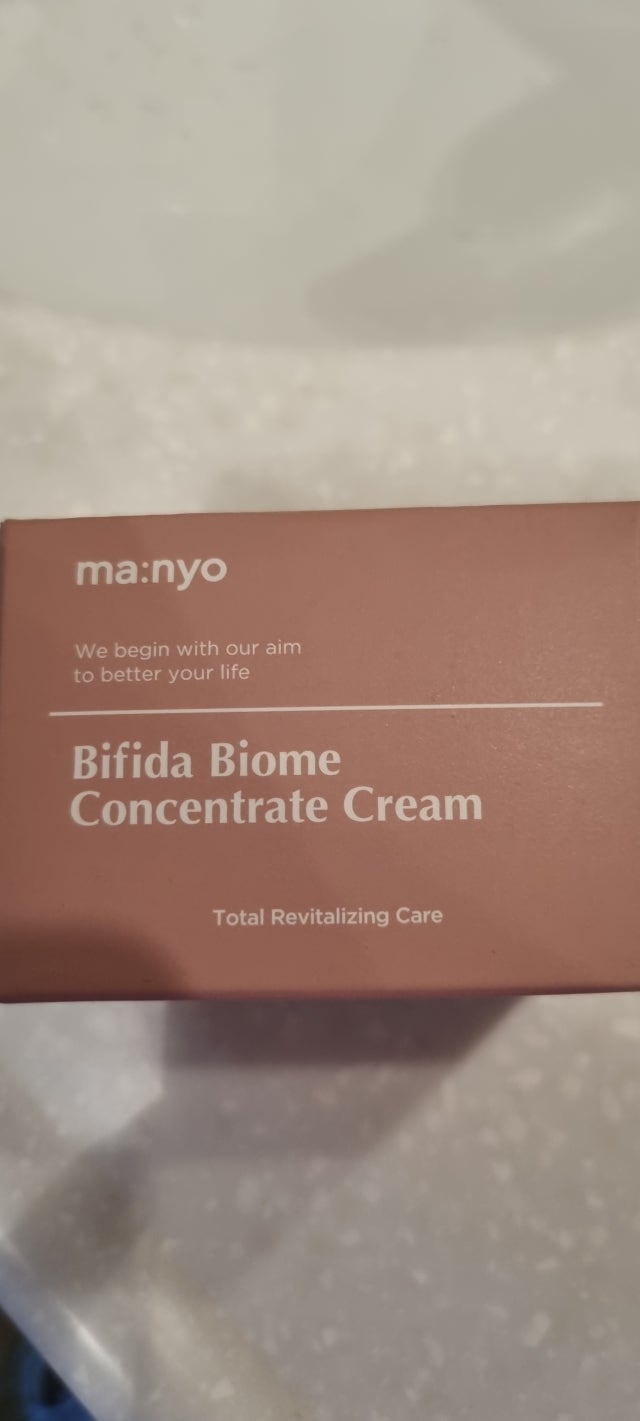 ma:nyo
We begin with our aim
to better your life
Bifida Biome
Concentrate Cream
Total Revitalizing Care